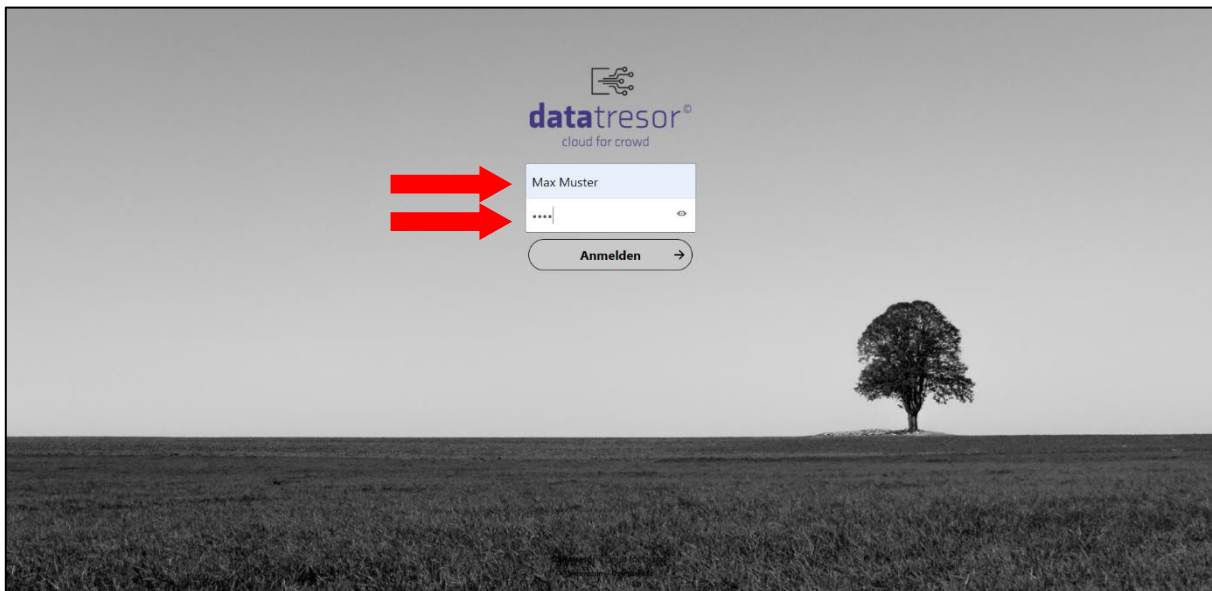 datatresor©
cloud for crowd
Max Muster
••••
Anmelden →